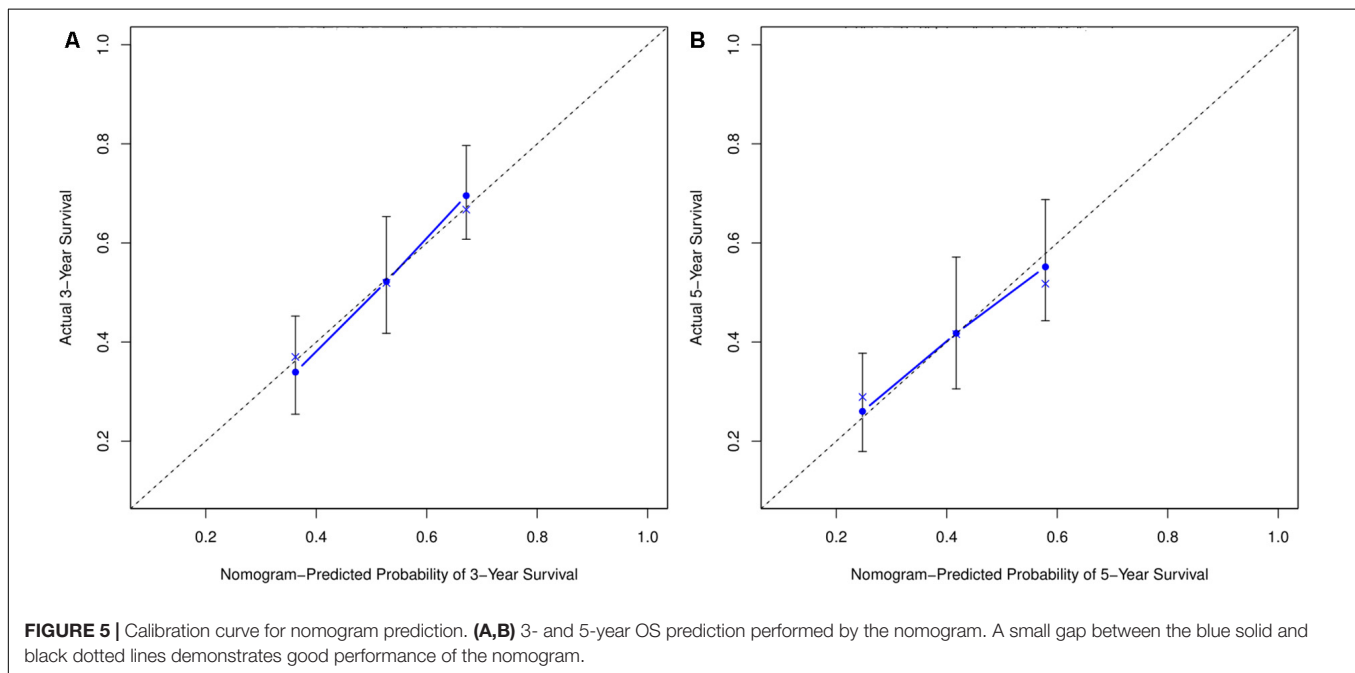 A
1.0
0.8
0.6
0.4
0.2
Actual 3−Year Survival
0.2 0.4 0.6 0.8 1.0
Nomogram−Predicted Probability of 3−Year Survival
B
1.0
0.8
0.6
0.4
0.2
Actual 5−Year Survival
0.2 0.4 0.6 0.8 1.0
Nomogram−Predicted Probability of 5−Year Survival
FIGURE 5 | Calibration curve for nomogram prediction. (A,B) 3- and 5-year OS prediction performed by the nomogram. A small gap between the blue solid and
black dotted lines demonstrates good performance of the nomogram.